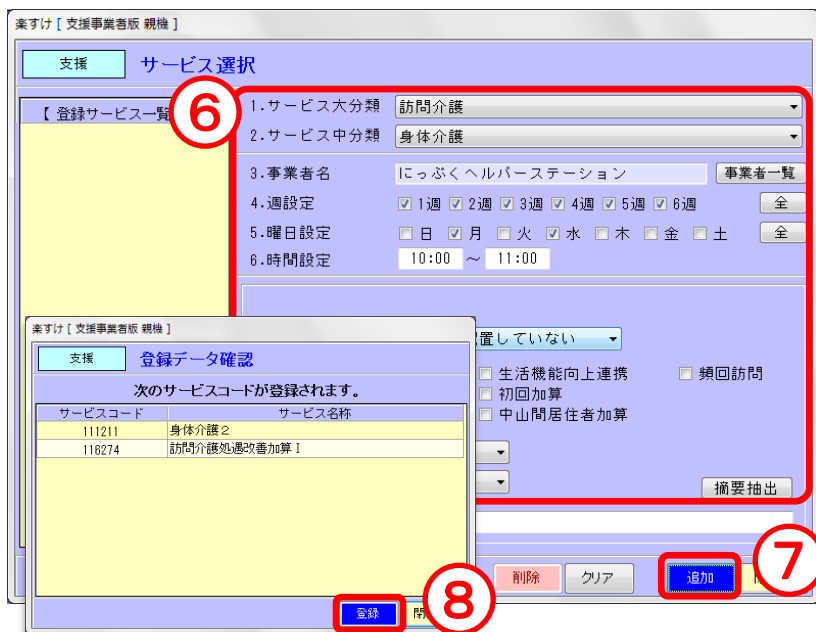 楽すけ [ 支援事業者版 親機 ]
支援 サービス選択
【 登録サービス一覧
⑥
1.サービス大分類 訪問介護
2.サービス中分類 身体介護
3.事業者名 にっぷくヘルパーステーション 事業者一覧
4.週設定 1週 2週 3週 4週 5週 6週 全
5.曜日設定 日 月 火 水 木 金 土 全
6.時間設定 10:00 ～ 11:00
置していない
生活機能向上連携 頻回訪問
初回加算
中山間居住者加算
摘要抽出
削除 クリア 追加
⑦
楽すけ [ 支援事業者版 親機 ]
支援 登録データ確認
次のサービスコードが登録されます。
サービスコード サービス名称
111211 身体介護２
116274 訪問介護処遇改善加算Ⅰ
登録 閉
⑧